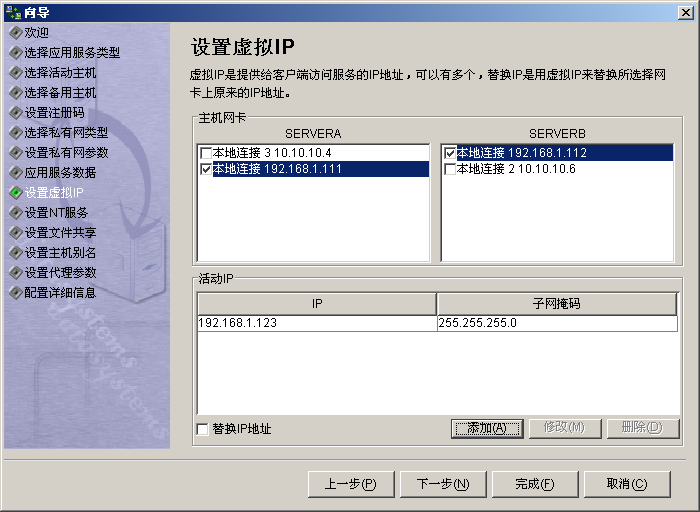 向导
欢迎
选择应用服务类型
选择活动主机
选择备用主机
设置注册码
选择私有网类型
设置私有网参数
应用服务数据
设置虚拟IP
设置NT服务
设置文件共享
设置主机别名
设置代理参数
配置详细信息
设置虚拟IP
虚拟IP是提供给客户端访问服务的IP地址，可以有多个，替换IP是用虚拟IP来替换所选择网
卡上原来的IP地址。
主机网卡
SERVERA
SERVERB
本地连接 3 10.10.10.4
本地连接 192.168.1.111
本地连接 192.168.1.112
本地连接 2 10.10.10.6
活动IP
IP 子网掩码
192.168.1.123 255.255.255.0
替换IP地址
添加(A) 修改(M) 删除(D)
上一步(P) 下一步(N) 完成(F) 取消(C)